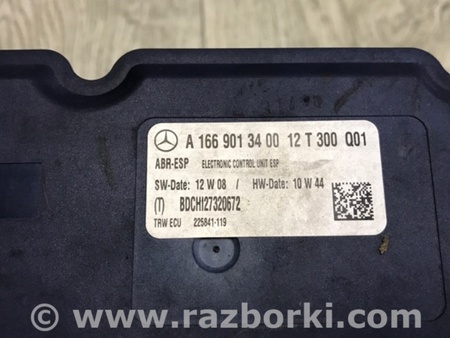 A 166 901 34 00 12 T 300 Q01
ABR-ESP ELECTRONIC CONTROL UNIT ESP
SW-Date: 12 W 08 / HW-Date: 10 W 44
(T) BDCHI27320672
TRW ECU 225841-119
© www.razborki.com